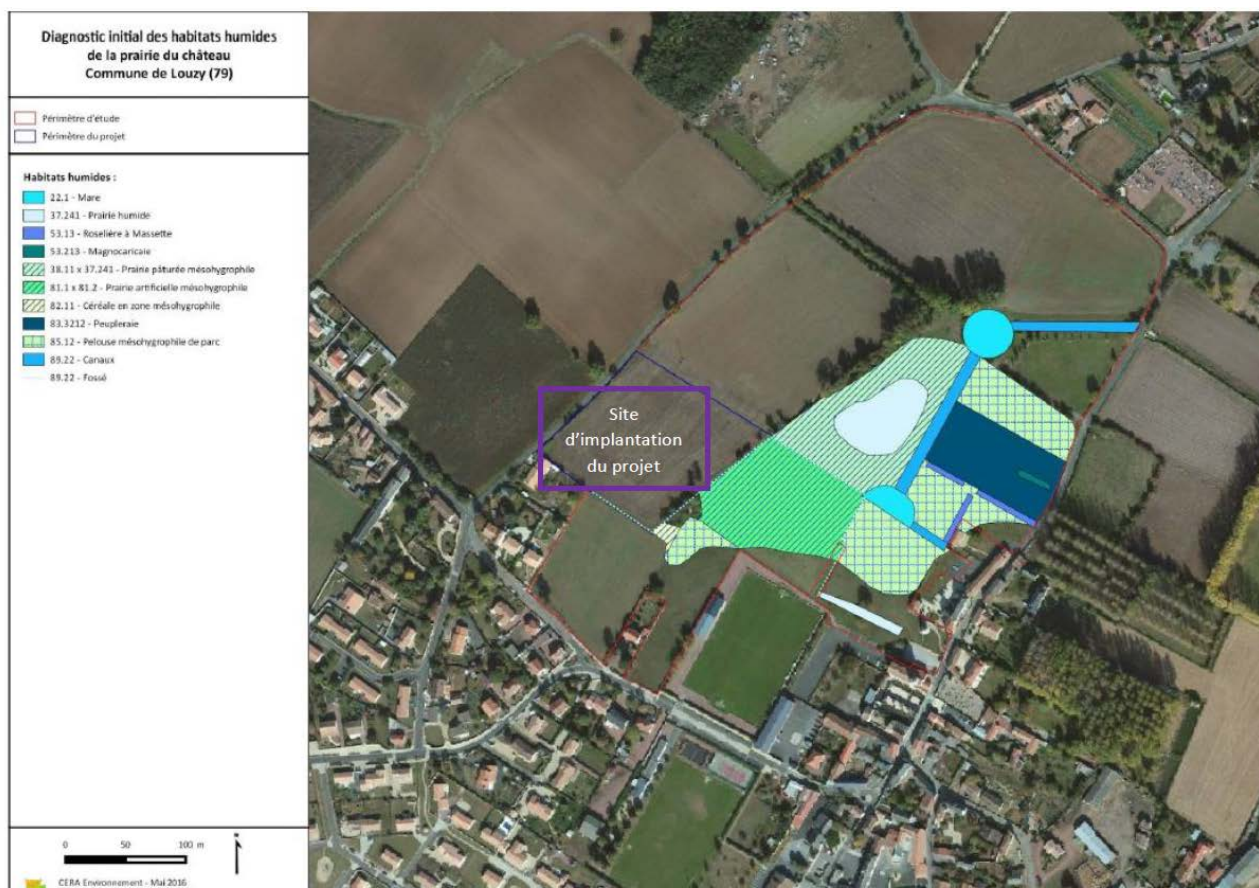 Diagnostic initial des habitats humides
de la prairie du château
Commune de Louzy (79)
Périmètre d'étude
Périmètre du projet
Habitats humides :
22.1 - Mare
37.241 - Prairie humide
53.13 - Roselière à Massette
53.213 - Magnocariçaie
38.11 x 37.241 - Prairie pâturée mésohygrophile
81.1 x 81.2 - Prairie artificielle mésohygrophile
82.11 - Céréale en zone mésohygrophile
83.3212 - Peupleraie
85.12 - Pelouse mésohygrophile de parc
89.22 - Canaux
89.22 - Fossé
Site
d'implantation
du projet
0 50 100 m
CERA Environnement - Mai 2016